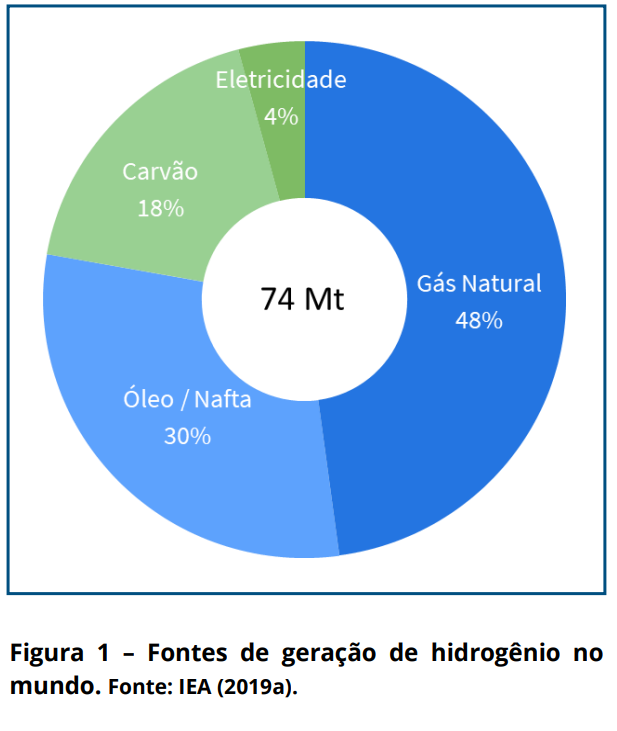 Eletricidade
4%
Carvão
18%
Gás Natural
48%
74 Mt
Óleo / Nafta
30%
Figura 1 – Fontes de geração de hidrogênio no
mundo. Fonte: IEA (2019a).